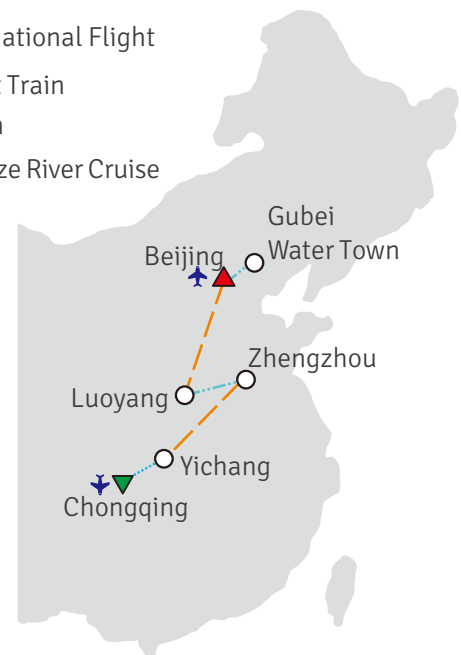 ational Flight
Train
ze River Cruise
Gubei
Water Town
Beijing
Zhengzhou
Luoyang
Yichang
Chongqing